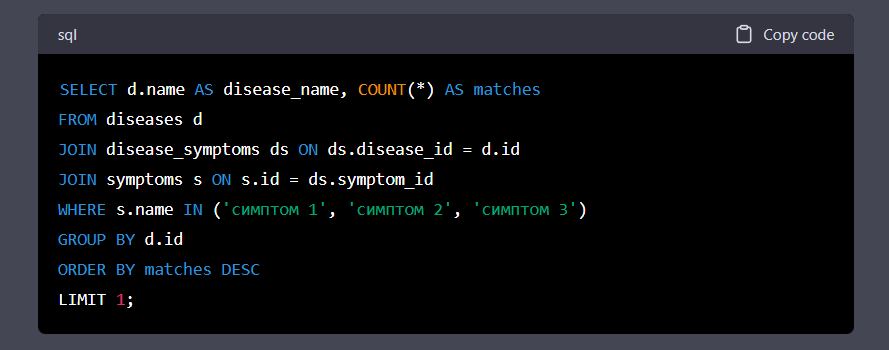 sql
Copy code
SELECT d.name AS disease_name, COUNT(*) AS matches
FROM diseases d
JOIN disease_symptoms ds ON ds.disease_id = d.id
JOIN symptoms s ON s.id = ds.symptom_id
WHERE s.name IN ('симптом 1', 'симптом 2', 'симптом 3')
GROUP BY d.id
ORDER BY matches DESC
LIMIT 1;